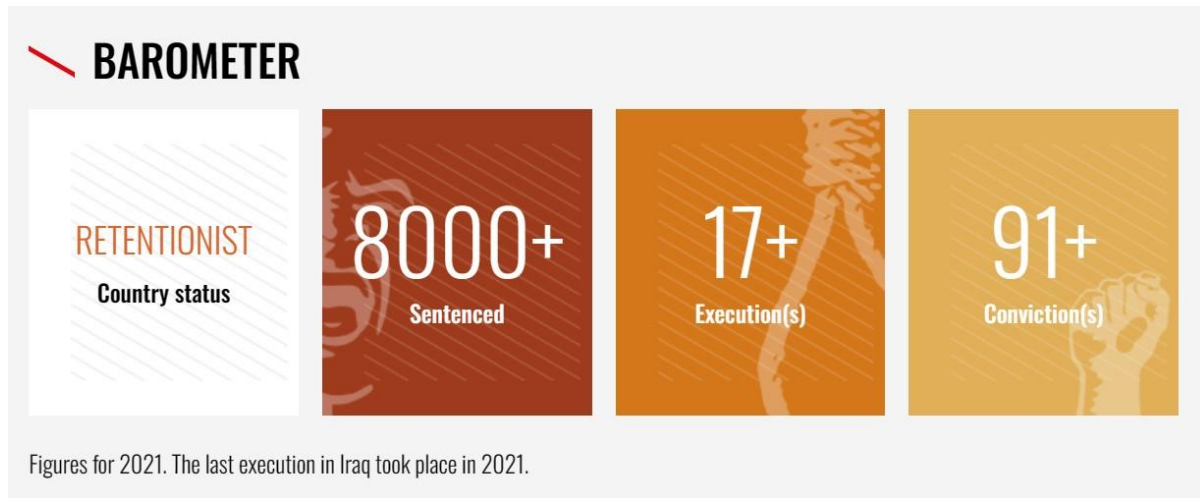 BAROMETER
RETENTIONIST
Country status
8000+
Sentenced
17+
Execution(s)
91+
Conviction(s)
Figures for 2021. The last execution in Iraq took place in 2021.